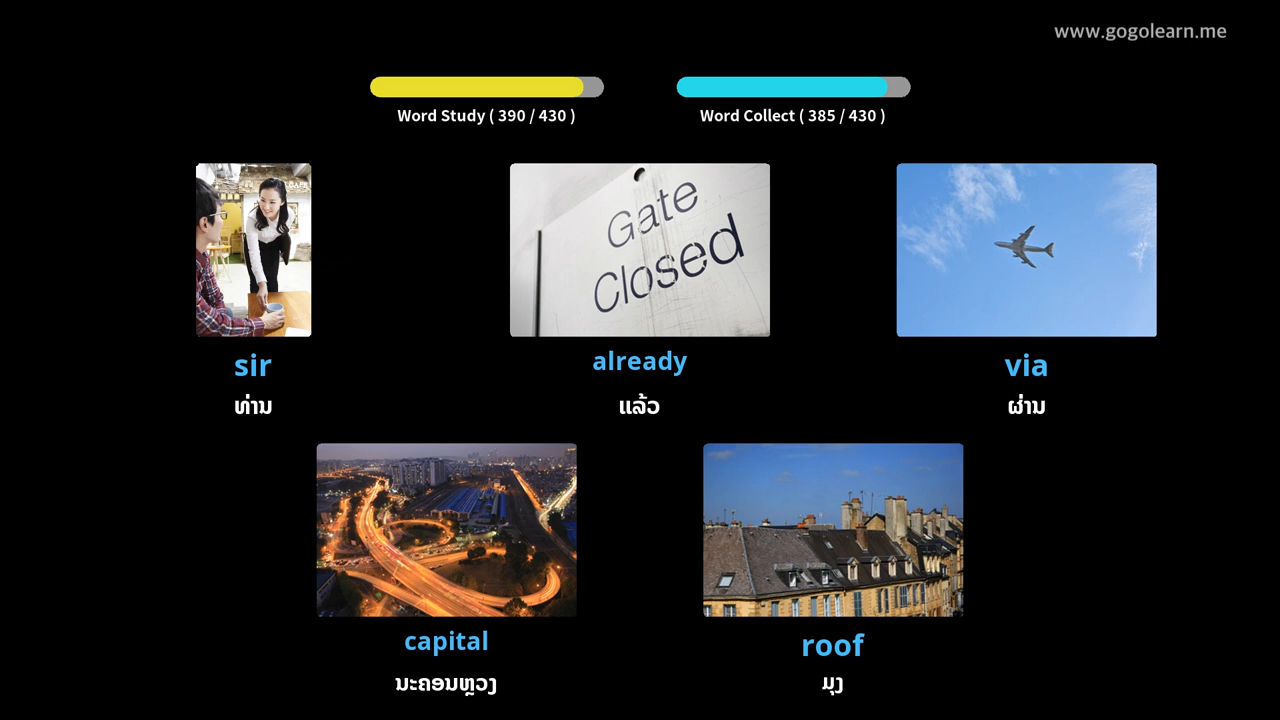 www.gogolearn.me
Word Study ( 390 / 430 )
Word Collect ( 385 / 430 )
Gate
Closed
sir
ທ່ານ
already
ແລ້ວ
via
ຜ່ານ
capital
ນະຄອນຫຼວງ
roof
ມຸງ